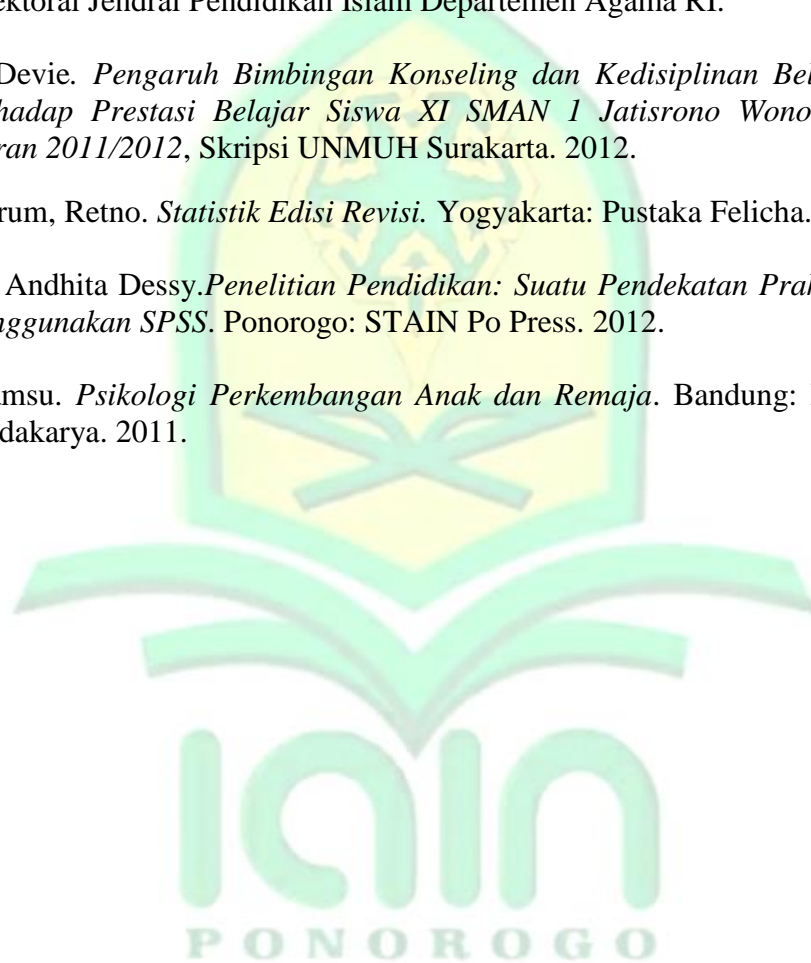 ektoral Jendral Pendidikan Islam Departemen Agama RI.
Devie. Pengaruh Bimbingan Konseling dan Kedisiplinan Bel
hadap Prestasi Belajar Siswa XI SMAN 1 Jatisrono Wono
ran 2011/2012, Skripsi UNMUH Surakarta. 2012.
rum, Retno. Statistik Edisi Revisi. Yogyakarta: Pustaka Felicha.
Andhita Dessy.Penelitian Pendidikan: Suatu Pendekatan Pra
nggunakan SPSS. Ponorogo: STAIN Po Press. 2012.
amsu. Psikologi Perkembangan Anak dan Remaja. Bandung:
dakarya. 2011.
iain
PONOROGO